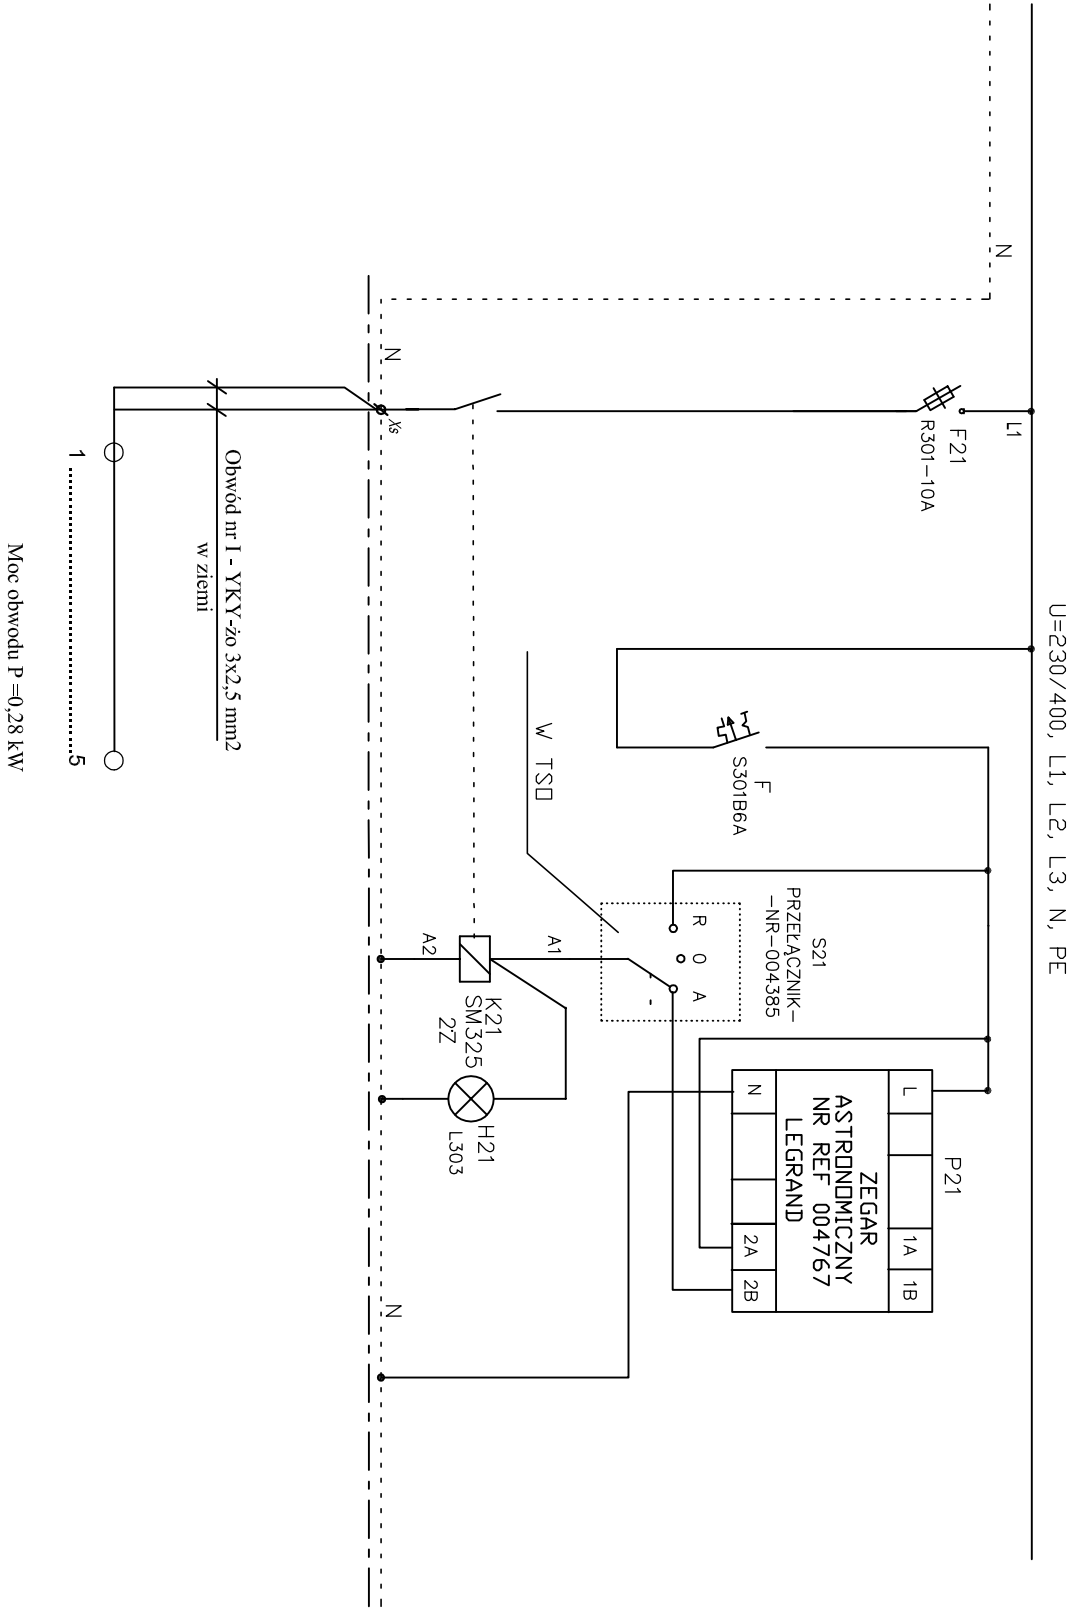 U=230/400, L1, L2, L3, N, PE
N
L1
F21
R301-10A
F
S301B6A
S21
PRZEŁĄCZNIK-
-NR-004385
R
0
A
W TSO
P21
L
1A
1B
ZEGAR
ASTRONOMICZNY
NR REF 004767
LEGRAND
N
2A
2B
A1
A2
K21
SM325
2Z
H21
L303
N
Xs
N
Obwód nr I - YKY-żo 3x2,5 mm2
w ziemi
1
5
Moc obwodu P =0,28 kW